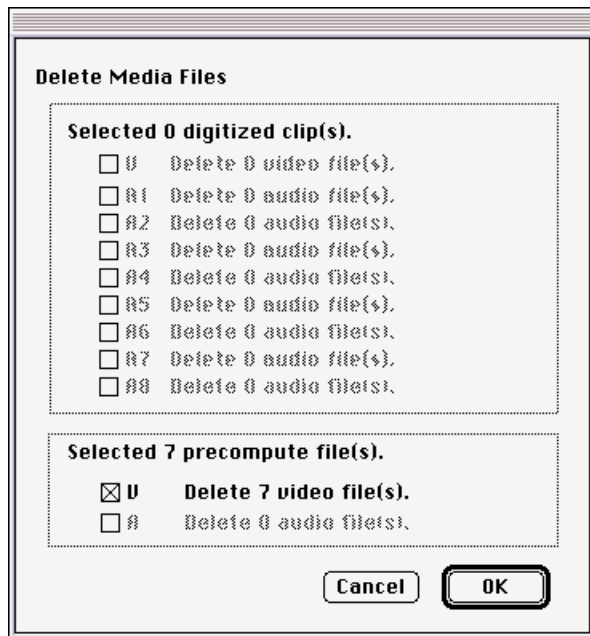 Delete Media Files
Selected 0 digitized clip(s).
V Delete 0 video file(s).
A1 Delete 0 audio file(s).
A2 Delete 0 audio file(s).
A3 Delete 0 audio file(s).
A4 Delete 0 audio file(s).
A5 Delete 0 audio file(s).
A6 Delete 0 audio file(s).
A7 Delete 0 audio file(s).
A8 Delete 0 audio file(s).
Selected 7 precompute file(s).
V Delete 7 video file(s).
A Delete 0 audio file(s).
Cancel OK